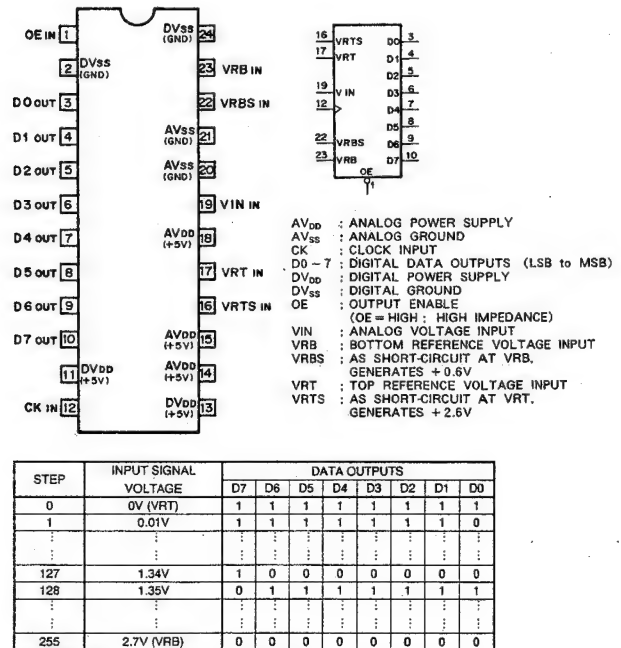 OE IN 1
DVss (GND) 24 AVss (GND)
2 DVss (GND)
23 VRB IN
D0 OUT 3
22 VRBS IN
D1 OUT 4
AVss (GND) 21
D2 OUT 5
AVss (GND) 20
D3 OUT 6
19 VIN IN
D4 OUT 7
AVDD (+5V) 18
D5 OUT 8
17 VRT IN
D6 OUT 9
16 VRTS IN
D7 OUT 10
AVDD (+5V) 15
11 DVDD (+5V)
AVDD (+5V) 14
CK IN 12
DVDD (+5V) 13
16 VRTS D0 3
17 VRT D1 4
D2 5
19 V IN D3 6
12 D4 7
D5 8
22 VRBS D6 9
23 VRB D7 10
OE
1
AVDD : ANALOG POWER SUPPLY
AVSS : ANALOG GROUND
CK : CLOCK INPUT
D0 ~ 7 : DIGITAL DATA OUTPUTS (LSB to MSB)
DVDD : DIGITAL POWER SUPPLY
DVSS : DIGITAL GROUND
OE : OUTPUT ENABLE
(OE = HIGH : HIGH IMPEDANCE)
VIN : ANALOG VOLTAGE INPUT
VRB : BOTTOM REFERENCE VOLTAGE INPUT
VRBS : AS SHORT-CIRCUIT AT VRB,
GENERATES + 0.6V
VRT : TOP REFERENCE VOLTAGE INPUT
VRTS : AS SHORT-CIRCUIT AT VRT,
GENERATES + 2.6V
STEP INPUT SIGNAL VOLTAGE DATA OUTPUTS
D7 D6 D5 D4 D3 D2 D1 D0
0 0V (VRT) 1 1 1 1 1 1 1 1
1 0.01V 1 1 1 1 1 1 1 0
: : : : : : : : : :
127 1.34V 1 0 0 0 0 0 0 0
128 1.35V 0 1 1 1 1 1 1 1
: : : : : : : : : :
255 2.7V (VRB) 0 0 0 0 0 0 0 0